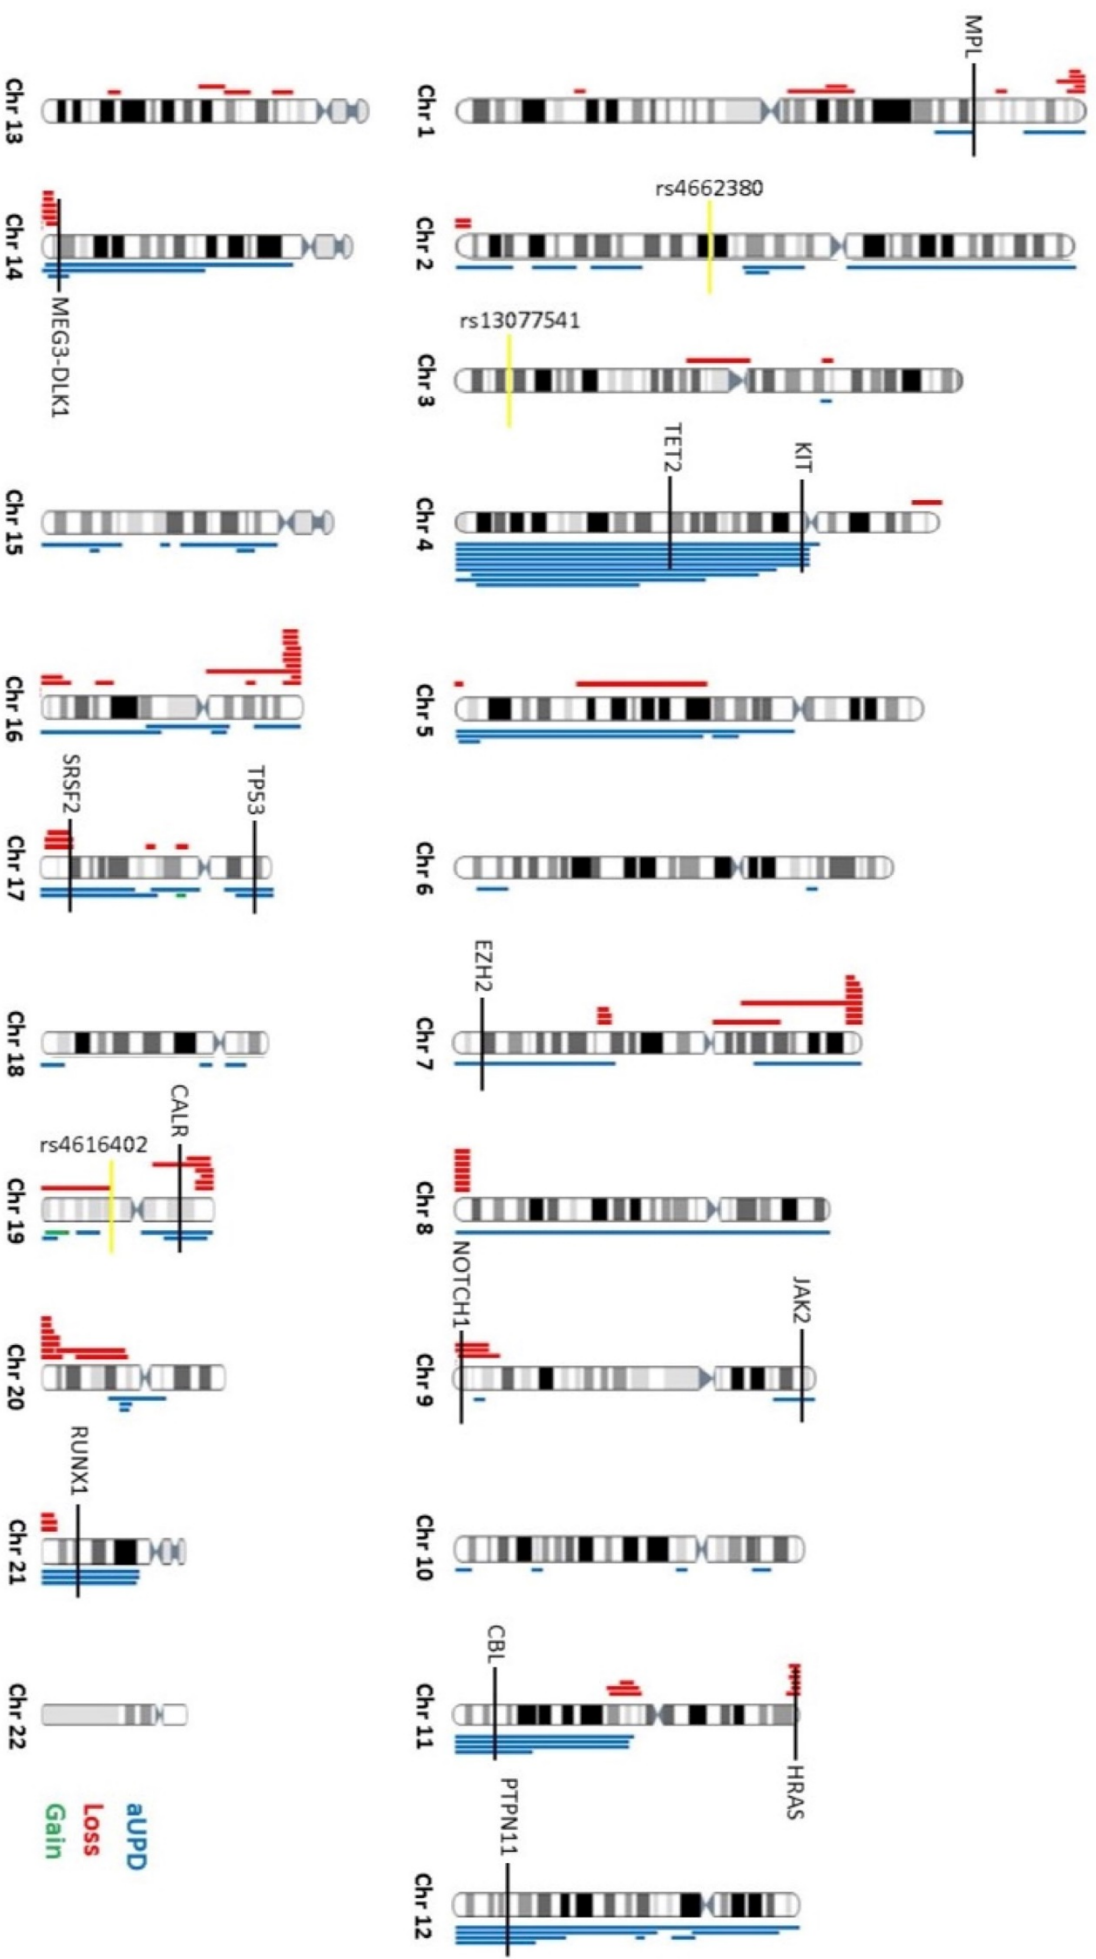 MPL
Chr 1
rs4662380
Chr 2
rs13077541
Chr 3
TET2
KIT
Chr 4
Chr 5
Chr 6
EZH2
Chr 7
Chr 8
NOTCH1
JAK2
Chr 9
Chr 10
CBL
HRAS
Chr 11
PTPN11
Chr 12
Chr 13
MEG3-DLK1
Chr 14
Chr 15
Chr 16
SRSF2
TP53
Chr 17
Chr 18
CALR
rs4616402
Chr 19
Chr 20
RUNX1
Chr 21
Chr 22
aUPD
Loss
Gain